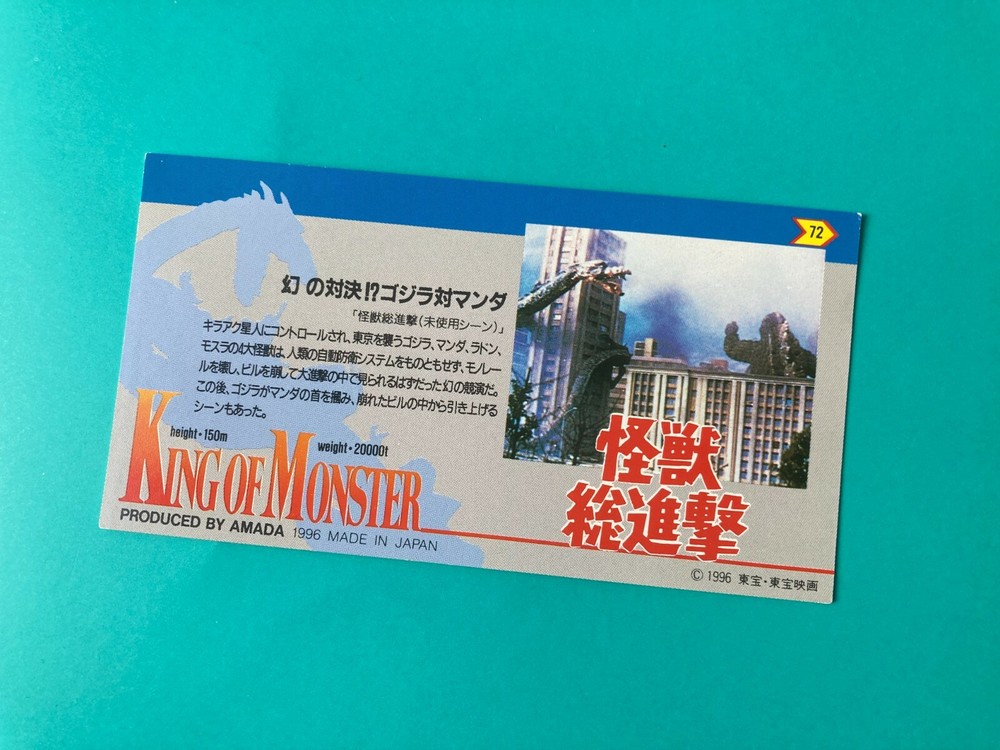 72
幻の対決!?ゴジラ対マンダ
「怪獣総進撃(未使用シーン)」
キラアク星人にコントロールされ、東京を襲うゴジラ、マンダ、ラドン、
モスラの4大怪獣は、人類の自動防衛システムをものともせず、モノレー
ルを壊し、ビルを崩して大進撃の中で見られるはずだった幻の競演だ。
この後、ゴジラがマンダの首を摑み、崩れたビルの中から引き上げる
シーンもあった。
height・150m weight・20000t
KING OF MONSTER
PRODUCED BY AMADA 1996 MADE IN JAPAN
怪獣
総進撃
© 1996 東宝・東宝映画